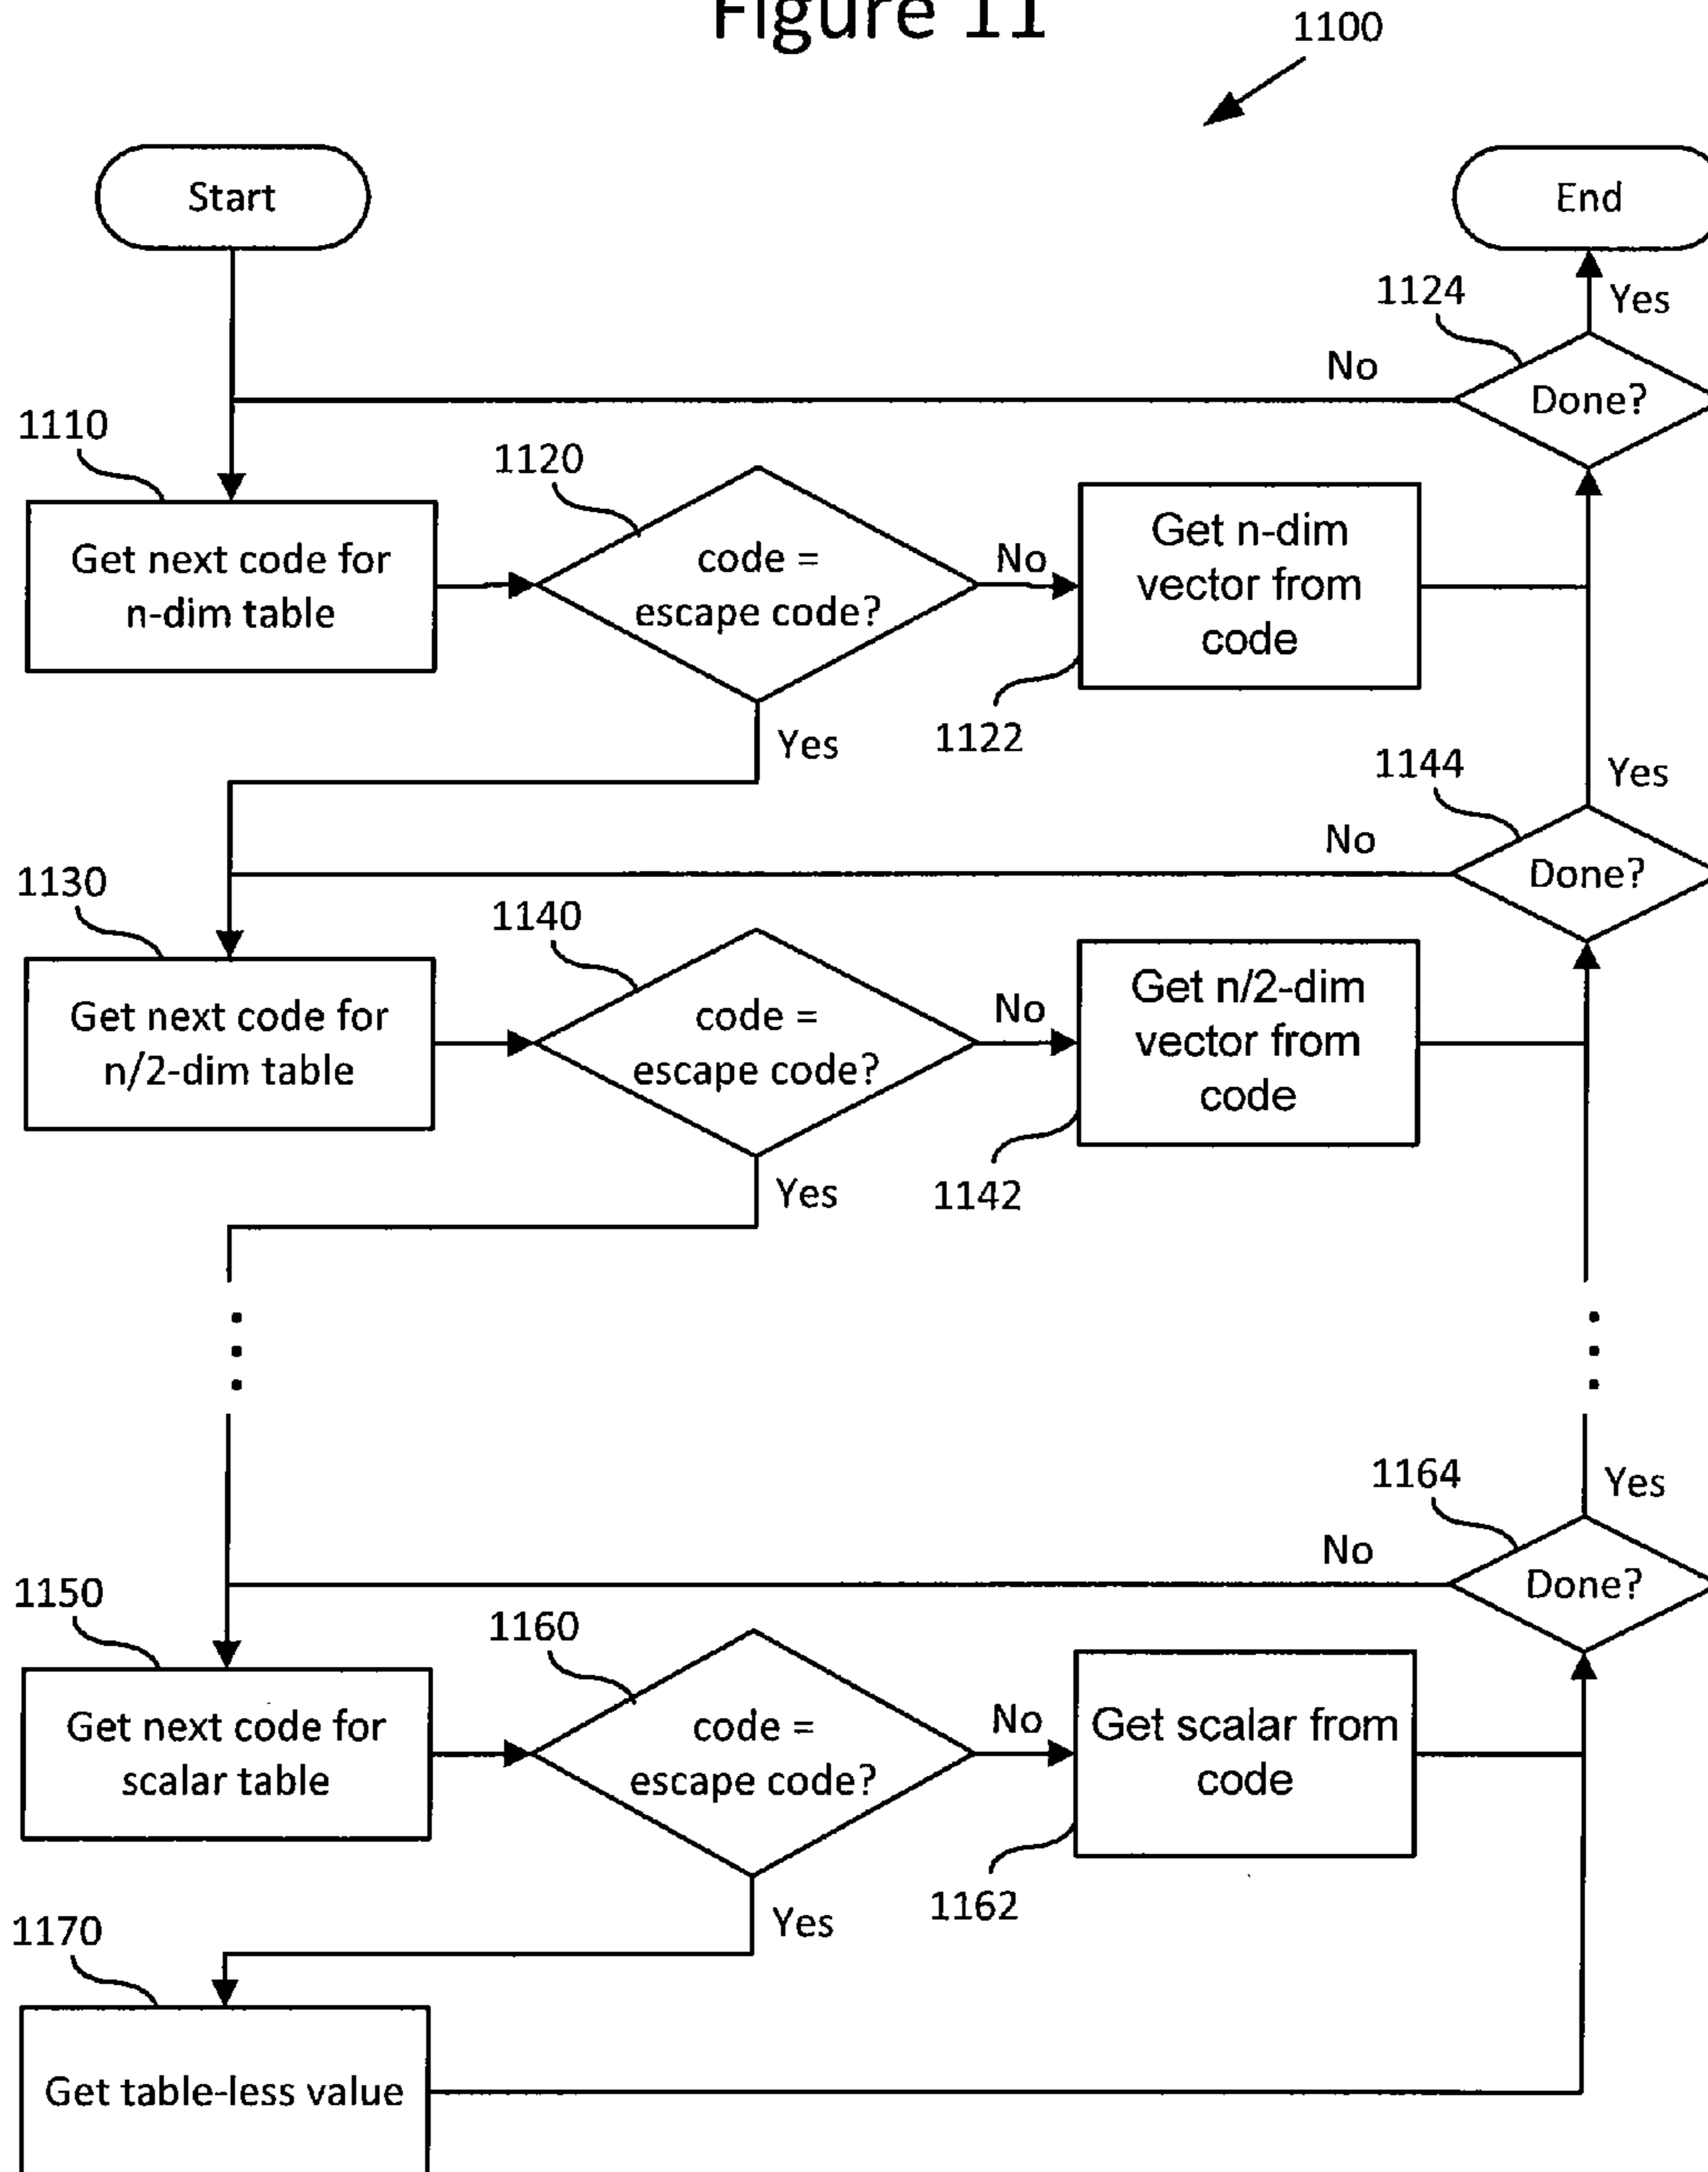 Figure 11
1100
Start
End
1124
Yes
No
Done?
1110
1120
Get next code for
n-dim table
code =
escape code?
No
Get n-dim
vector from
code
1122
Yes
1144
Yes
No
Done?
1130
1140
Get next code for
n/2-dim table
code =
escape code?
No
Get n/2-dim
vector from
code
1142
Yes
1164
Yes
No
Done?
1150
1160
Get next code for
scalar table
code =
escape code?
No
Get scalar from
code
1162
Yes
1170
Get table-less value